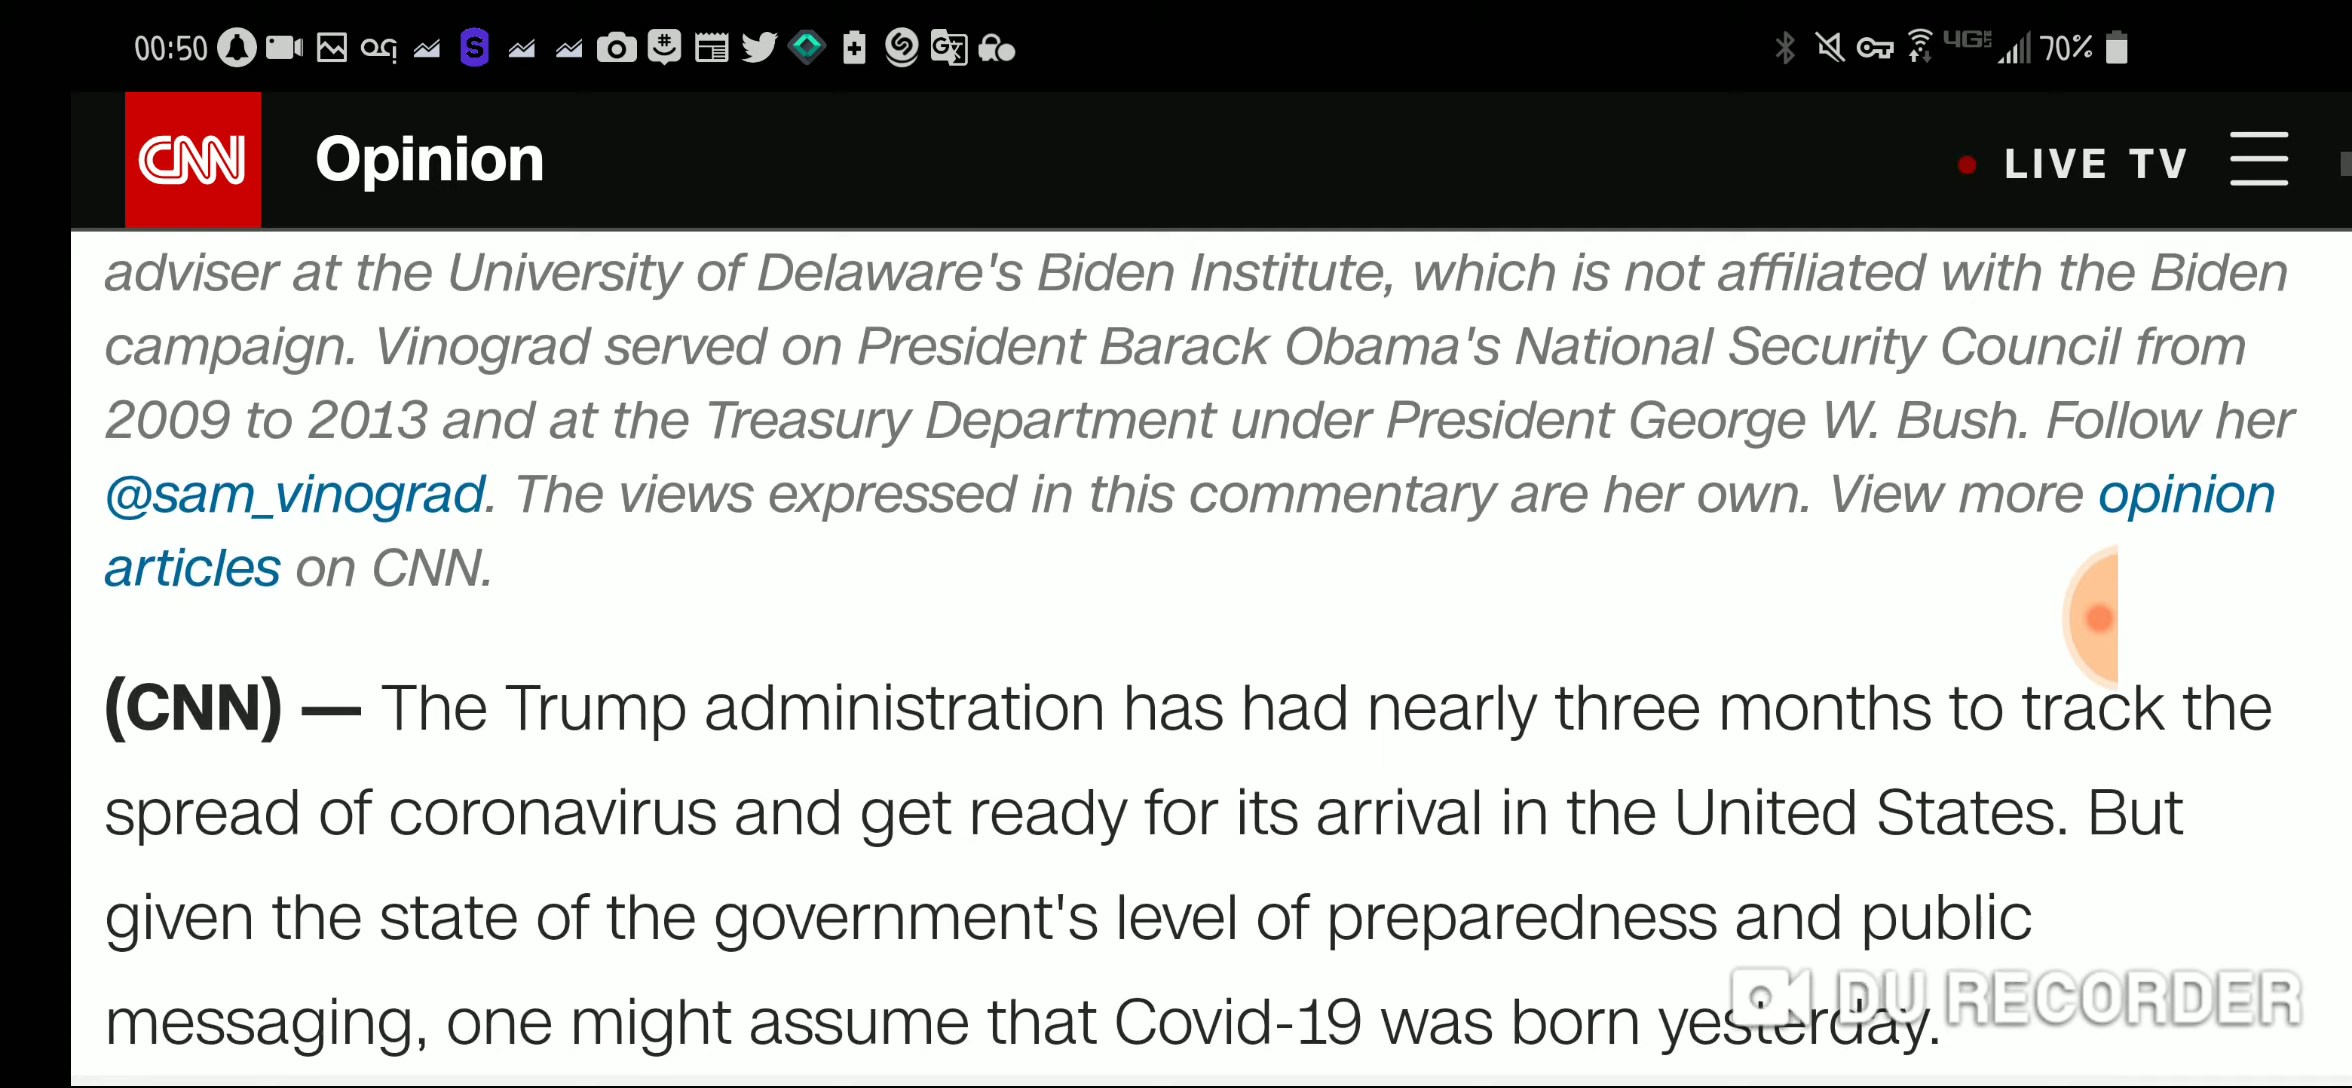 00:50
4G
70%
CNN
Opinion
LIVE TV
adviser at the University of Delaware's Biden Institute, which is not affiliated with the Biden
campaign. Vinograd served on President Barack Obama's National Security Council from
2009 to 2013 and at the Treasury Department under President George W. Bush. Follow her
@sam_vinograd. The views expressed in this commentary are her own. View more opinion
articles on CNN.
(CNN) — The Trump administration has had nearly three months to track the
spread of coronavirus and get ready for its arrival in the United States. But
given the state of the government's level of preparedness and public
messaging, one might assume that Covid-19 was born yesterday.
DU RECORDER